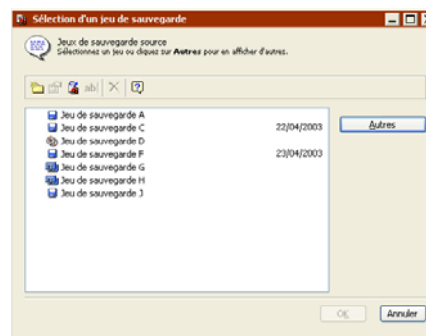 Sélection d'un jeu de sauvegarde
Jeux de sauvegarde source
Sélectionnez un jeu ou cliquez sur Autres pour en afficher d'autres.
ab|
Jeu de sauvegarde A
Jeu de sauvegarde C 22/04/2003
Autres
Jeu de sauvegarde D
Jeu de sauvegarde F 23/04/2003
Jeu de sauvegarde G
Jeu de sauvegarde H
Jeu de sauvegarde J
OK
Annuler